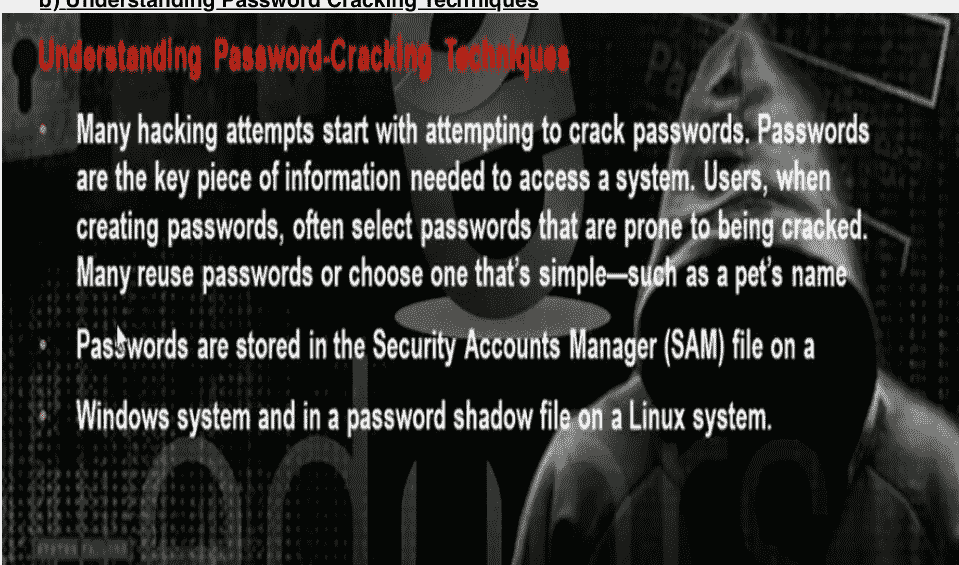 b) Understanding Password Cracking Techniques
Understanding Password-Cracking Techniques
• Many hacking attempts start with attempting to crack passwords. Passwords
are the key piece of information needed to access a system. Users, when
creating passwords, often select passwords that are prone to being cracked.
Many reuse passwords or choose one that's simple—such as a pet's name
• Passwords are stored in the Security Accounts Manager (SAM) file on a
• Windows system and in a password shadow file on a Linux system.